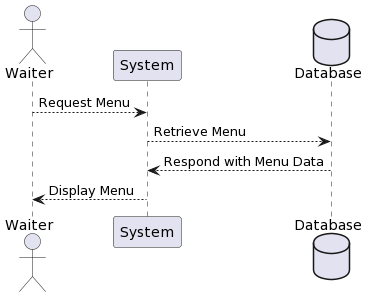 Waiter
System
Database
Request Menu
Retrieve Menu
Respond with Menu Data
Display Menu
Waiter
System
Database